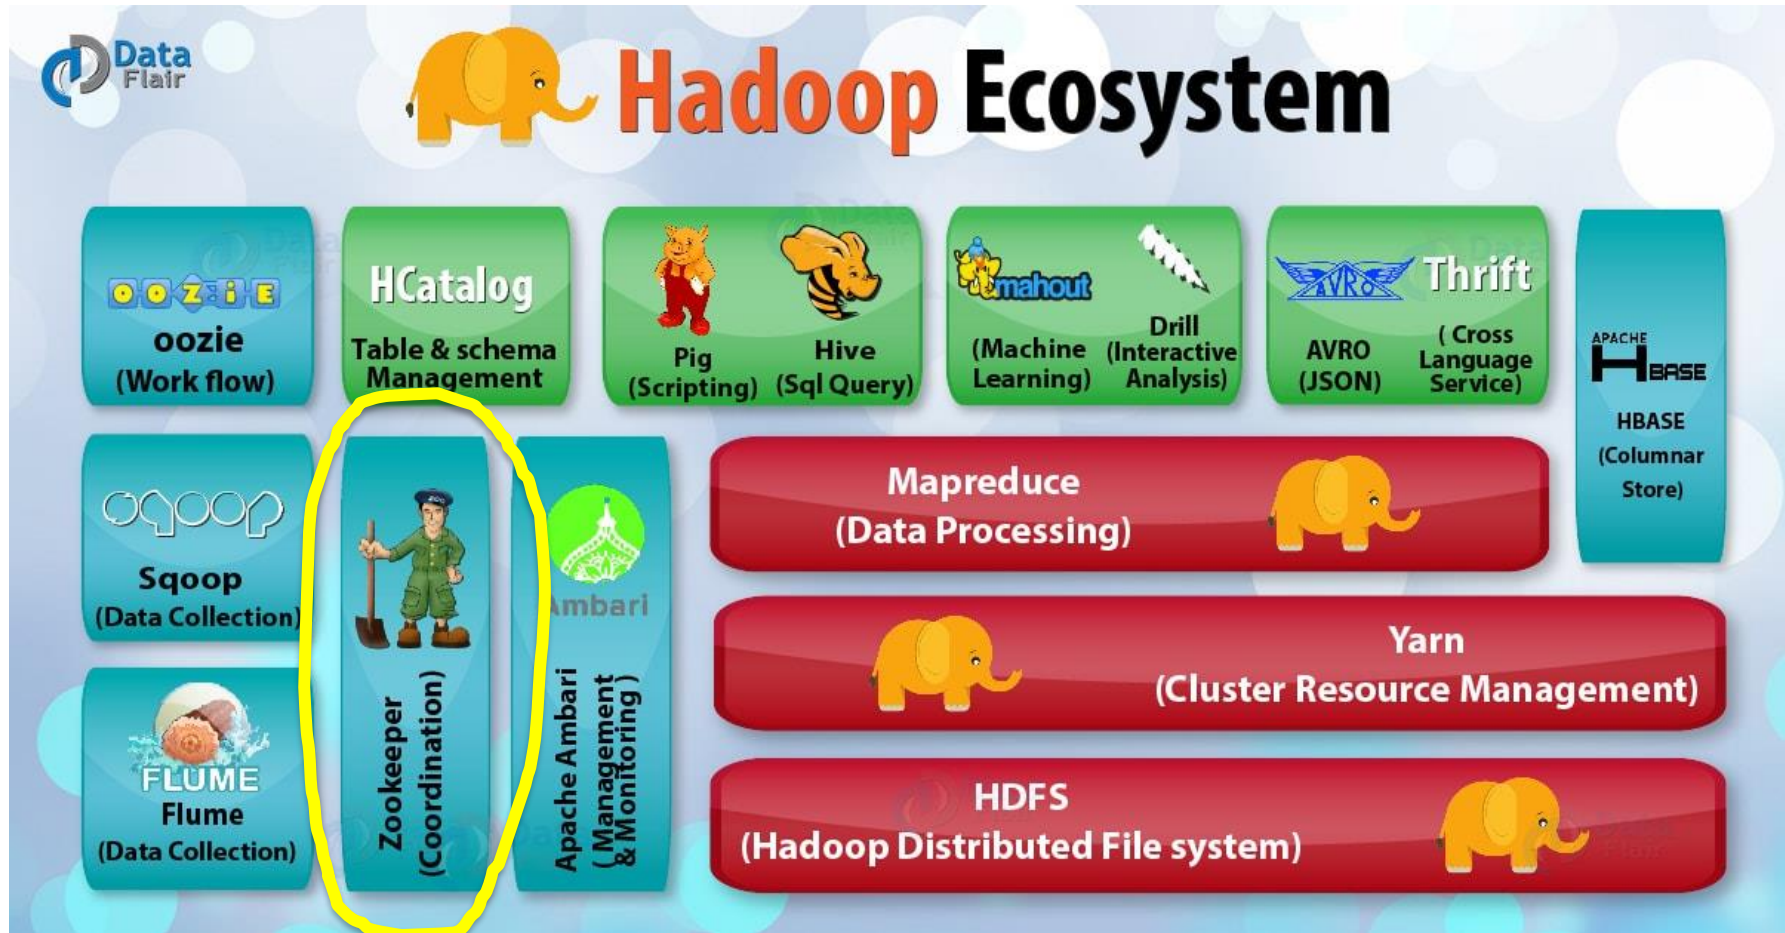 Data
Flair
Hadoop Ecosystem
OOZiE
oozie
(Work flow)
HCatalog
Table & schema
Management
Pig
(Scripting)
Hive
(Sql Query)
mahout
(Machine
Learning)
Drill
(Interactive
Analysis)
AVRO
AVRO
(JSON)
Thrift
( Cross
Language
Service)
APACHE
HBASE
HBASE
(Columnar
Store)
sqoop
Sqoop
(Data Collection)
ZOO
Zookeeper
(Coordination)
Ambari
Apache Ambari
( Management
& Monitoring )
Mapreduce
(Data Processing)
Yarn
(Cluster Resource Management)
FLUME
Flume
(Data Collection)
HDFS
(Hadoop Distributed File system)